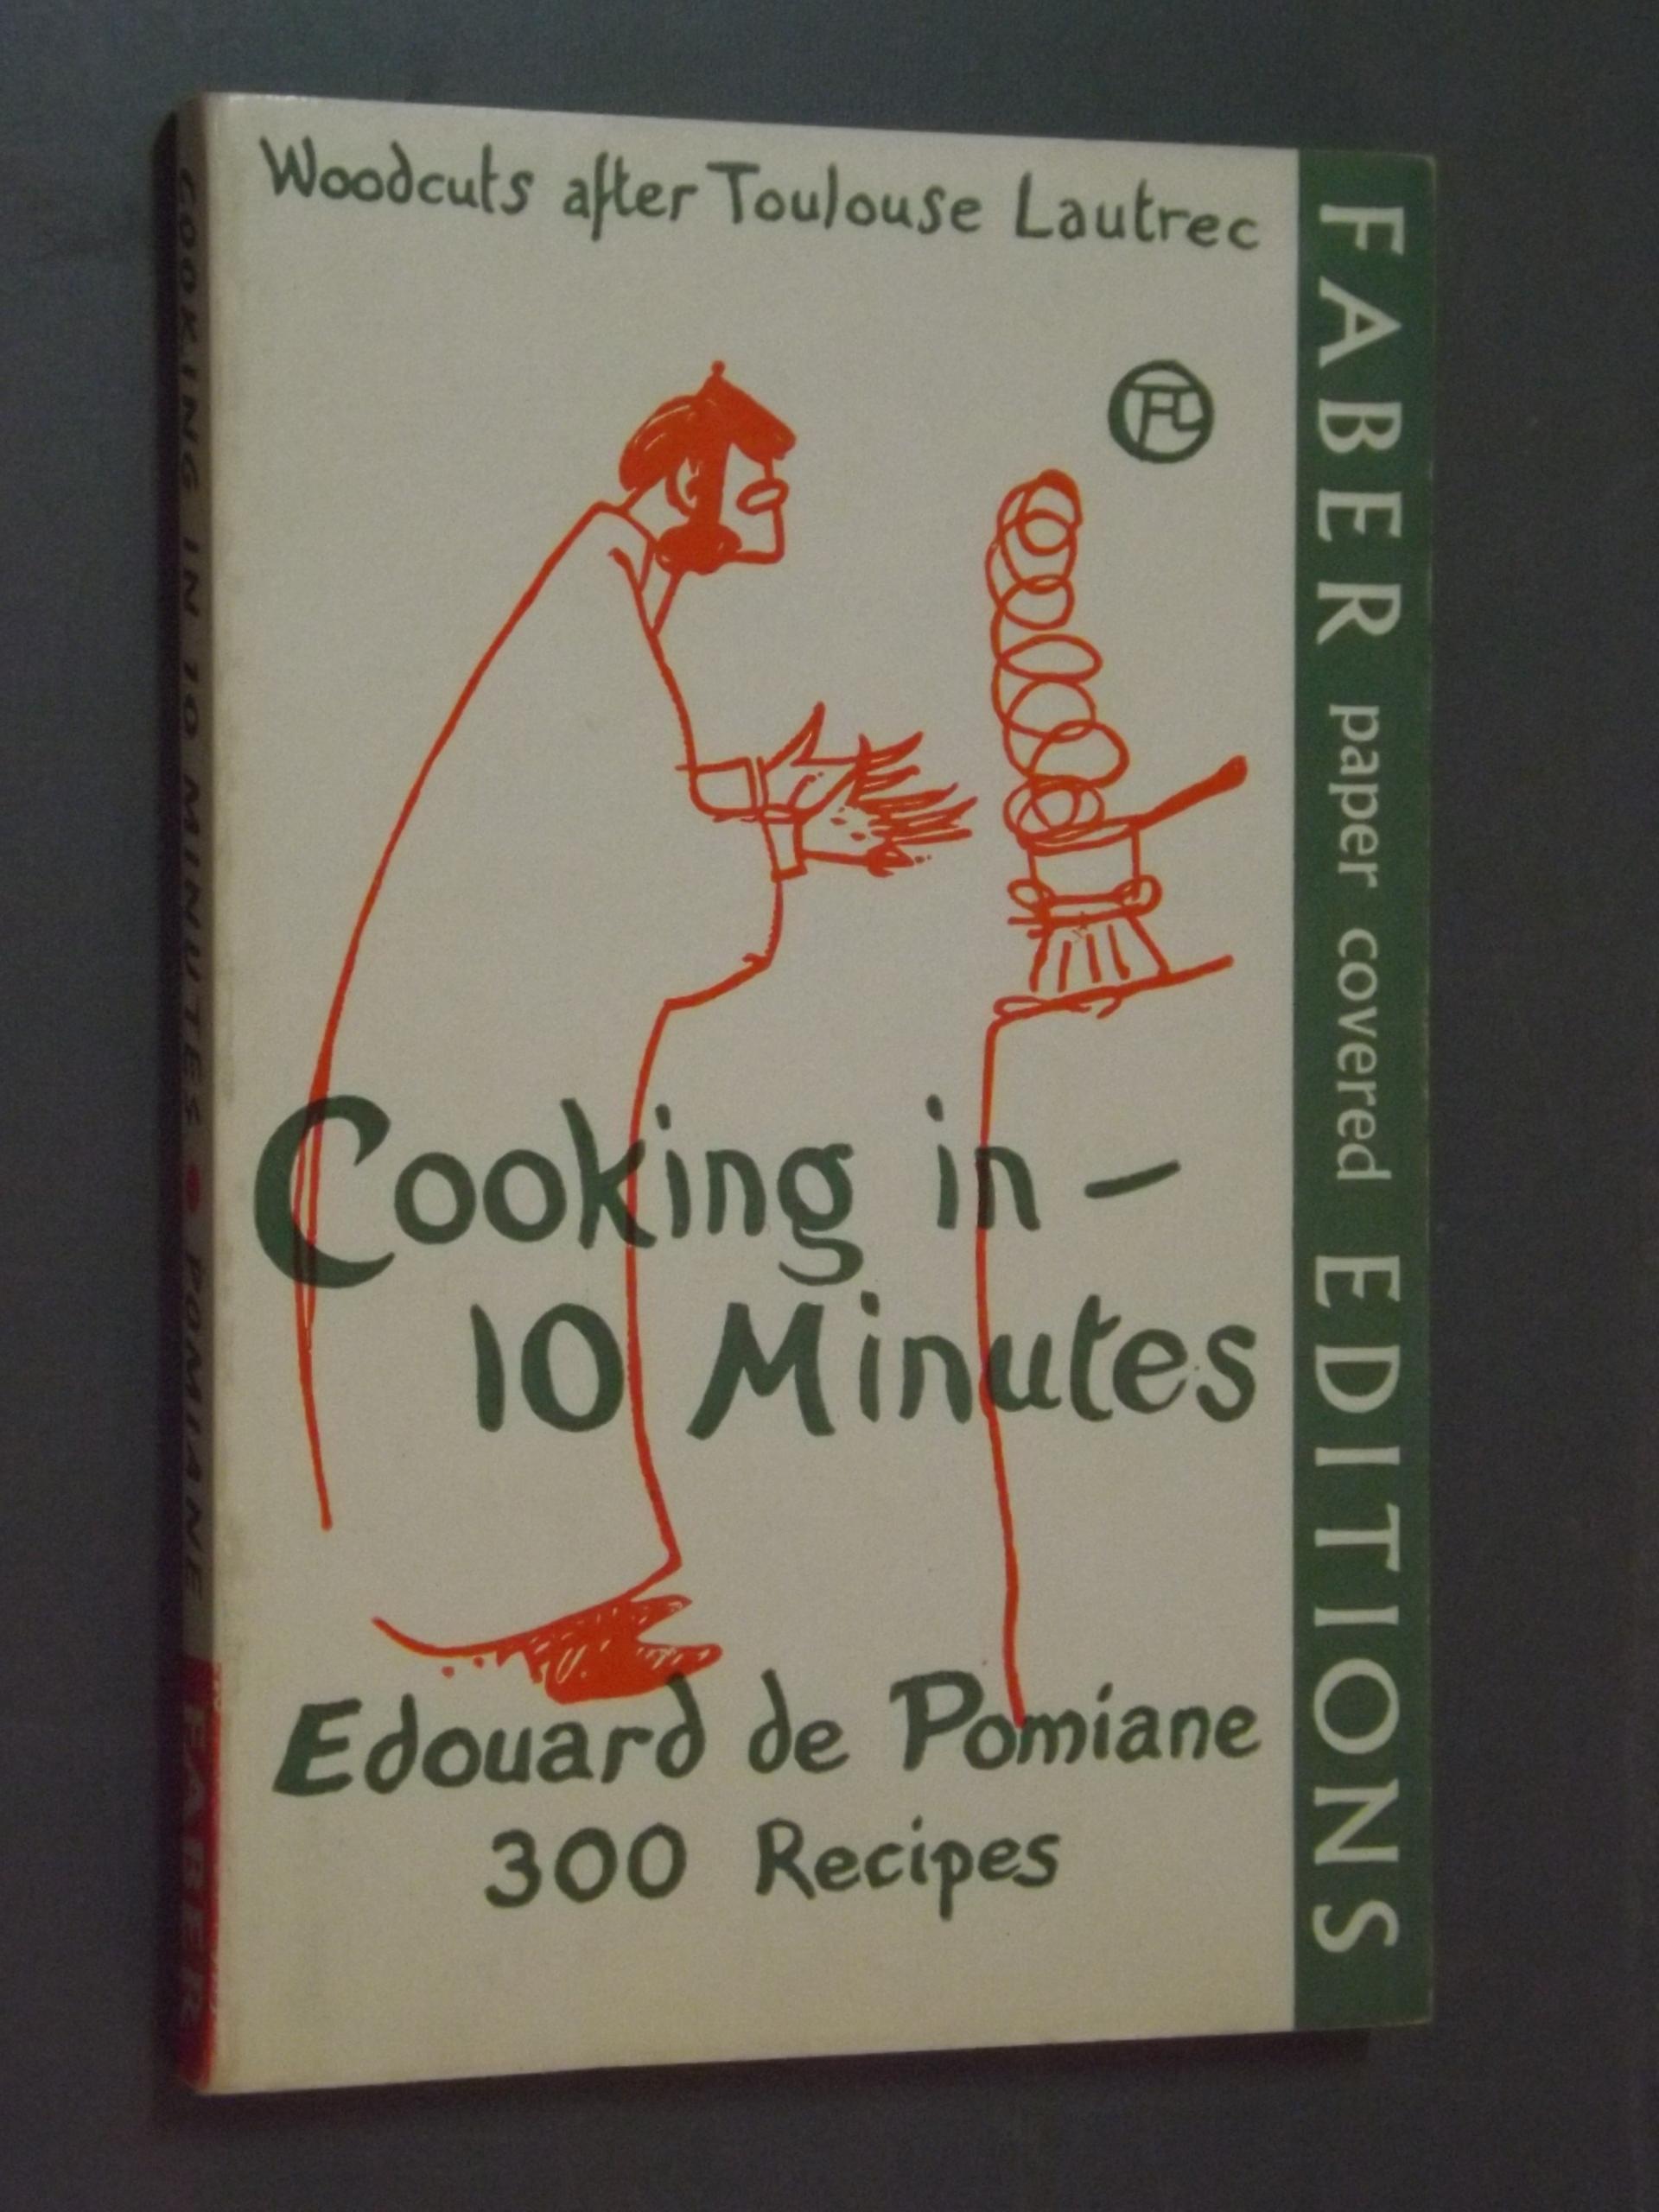 Woodcuts after Toulouse Lautrec
Cooking in –
10 Minutes
Edouard de Pomiane
300 Recipes
FABER paper covered EDITIONS
COOKING IN 10 MINUTES • POMIANE FABER